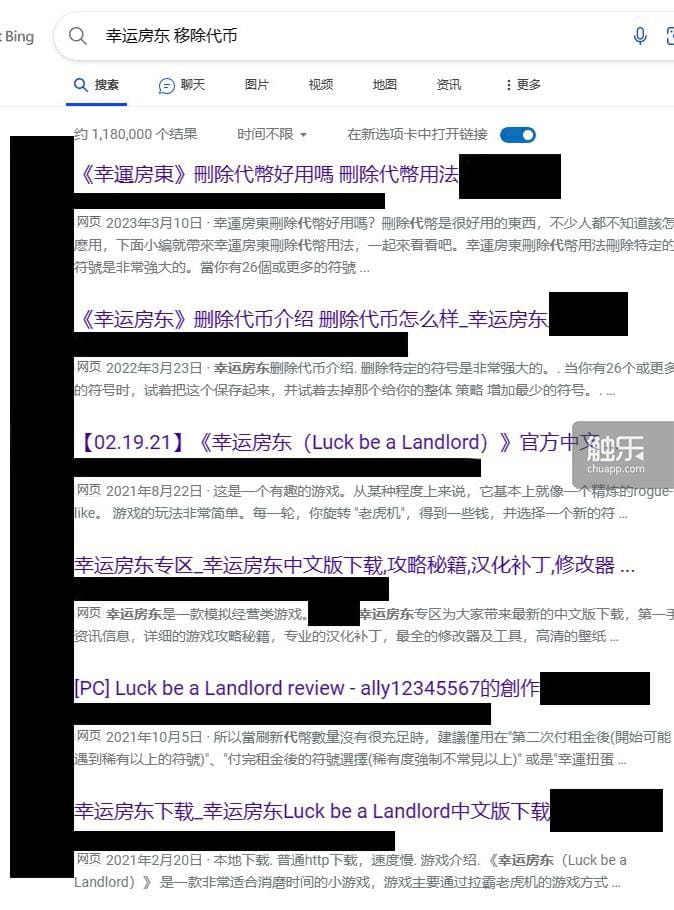 t Bing
幸运房东 移除代币
搜索 聊天 图片 视频 地图 资讯 更多
约 1,180,000 个结果 时间不限 在新选项卡中打开链接
《幸運房東》刪除代幣好用嗎 刪除代幣用法
网页 2023年3月10日 · 幸運房東刪除代幣好用嗎？刪除代幣是很好用的東西，不少人都不知道該怎
麼用，下面小编就帶來幸運房東刪除代幣用法，一起來看看吧。幸運房東刪除代幣用法刪除特定的
符號是非常強大的。當你有26個或更多的符號 ...
《幸运房东》删除代币介绍 删除代币怎么样_幸运房东
网页 2022年3月23日 · 幸运房东删除代币介绍. 删除特定的符号是非常强大的。. 当你有26个或更多
的符号时，试着把这个保存起来，并试着去掉那个给你的整体 策略 增加最少的符号。. ...
【02.19.21】《幸运房东（Luck be a Landlord）》官方中文
触乐
chuapp.com
网页 2021年8月22日 · 这是一个有趣的游戏。从某种程度上来说，它基本上就像一个精炼的rogue-
like。 游戏的玩法非常简单。每一轮，你旋转 "老虎机"，得到一些钱，并选择一个新的符 ...
幸运房东专区_幸运房东中文版下载,攻略秘籍,汉化补丁,修改器 ...
网页 幸运房东是一款模拟经营类游戏。 幸运房东专区为大家带来最新的中文版下载，第一手
资讯信息，详细的游戏攻略秘籍，专业的汉化补丁，最全的修改器及工具，高清的壁纸 ...
[PC] Luck be a Landlord review - ally12345567的創作
网页 2021年10月5日 · 所以當刷新代幣數量沒有很充足時，建議僅用在"第二次付租金後(開始可能
遇到稀有以上的符號)"、"付完租金後的符號選擇(稀有度強制不常見以上)" 或是"幸運扭蛋 ...
幸运房东下载_幸运房东Luck be a Landlord中文版下载
网页 2021年2月20日 · 本地下载. 普通http下载，速度慢. 游戏介绍. 《幸运房东（Luck be a
Landlord）》 是一款非常适合消磨时间的小游戏，游戏主要通过拉霸老虎机的游戏方式 ...